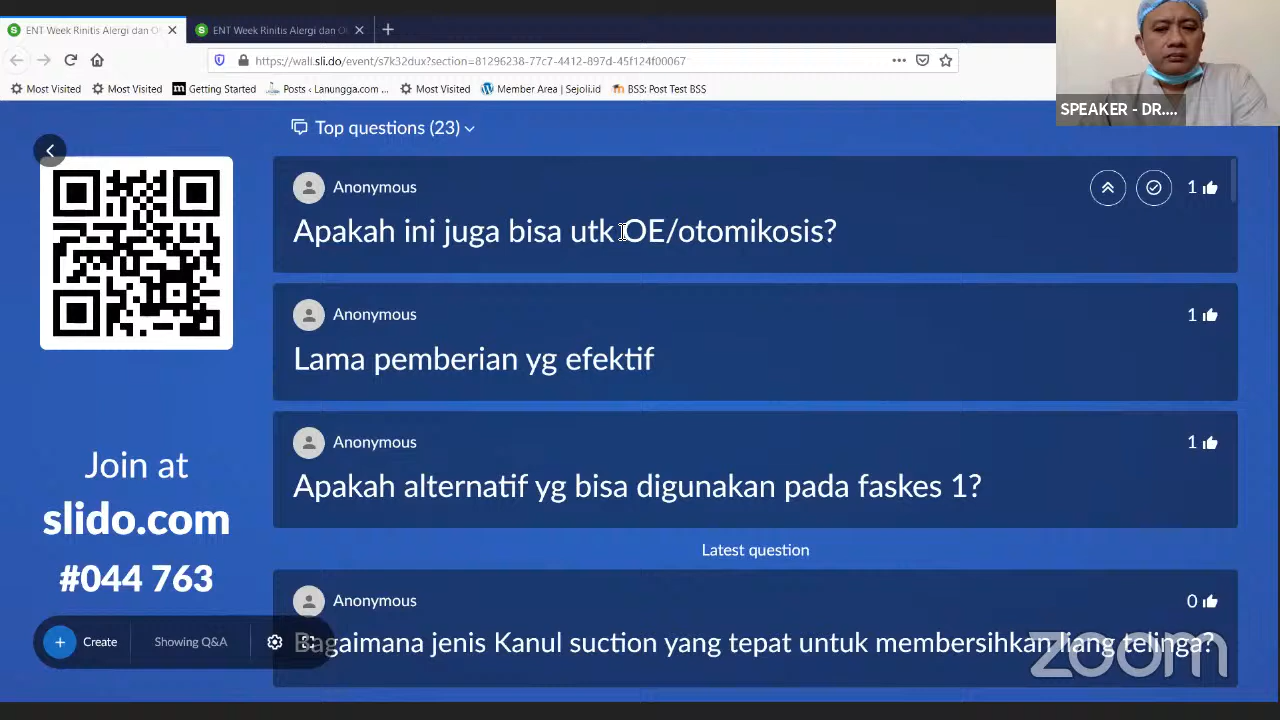 ENT Week Rinitis Alergi dan O
ENT Week Rinitis Alergi dan O
https://wall.sli.do/event/s7k32dux?section=81296238-77c7-4412-897d-45f124f00067
Most Visited
Most Visited
Getting Started
Posts ‹ Lanungga.com ...
Most Visited
Member Area | Sejoli.id
BSS: Post Test BSS
SPEAKER - DR....
Top questions (23)
Anonymous
1
Apakah ini juga bisa utk OE/otomikosis?
Anonymous
1
Lama pemberian yg efektif
Anonymous
1
Apakah alternatif yg bisa digunakan pada faskes 1?
Latest question
Anonymous
0
Bagaimana jenis Kanul suction yang tepat untuk membersihkan liang telinga?
Join at
slido.com
#044 763
Create
Showing Q&A
zoom